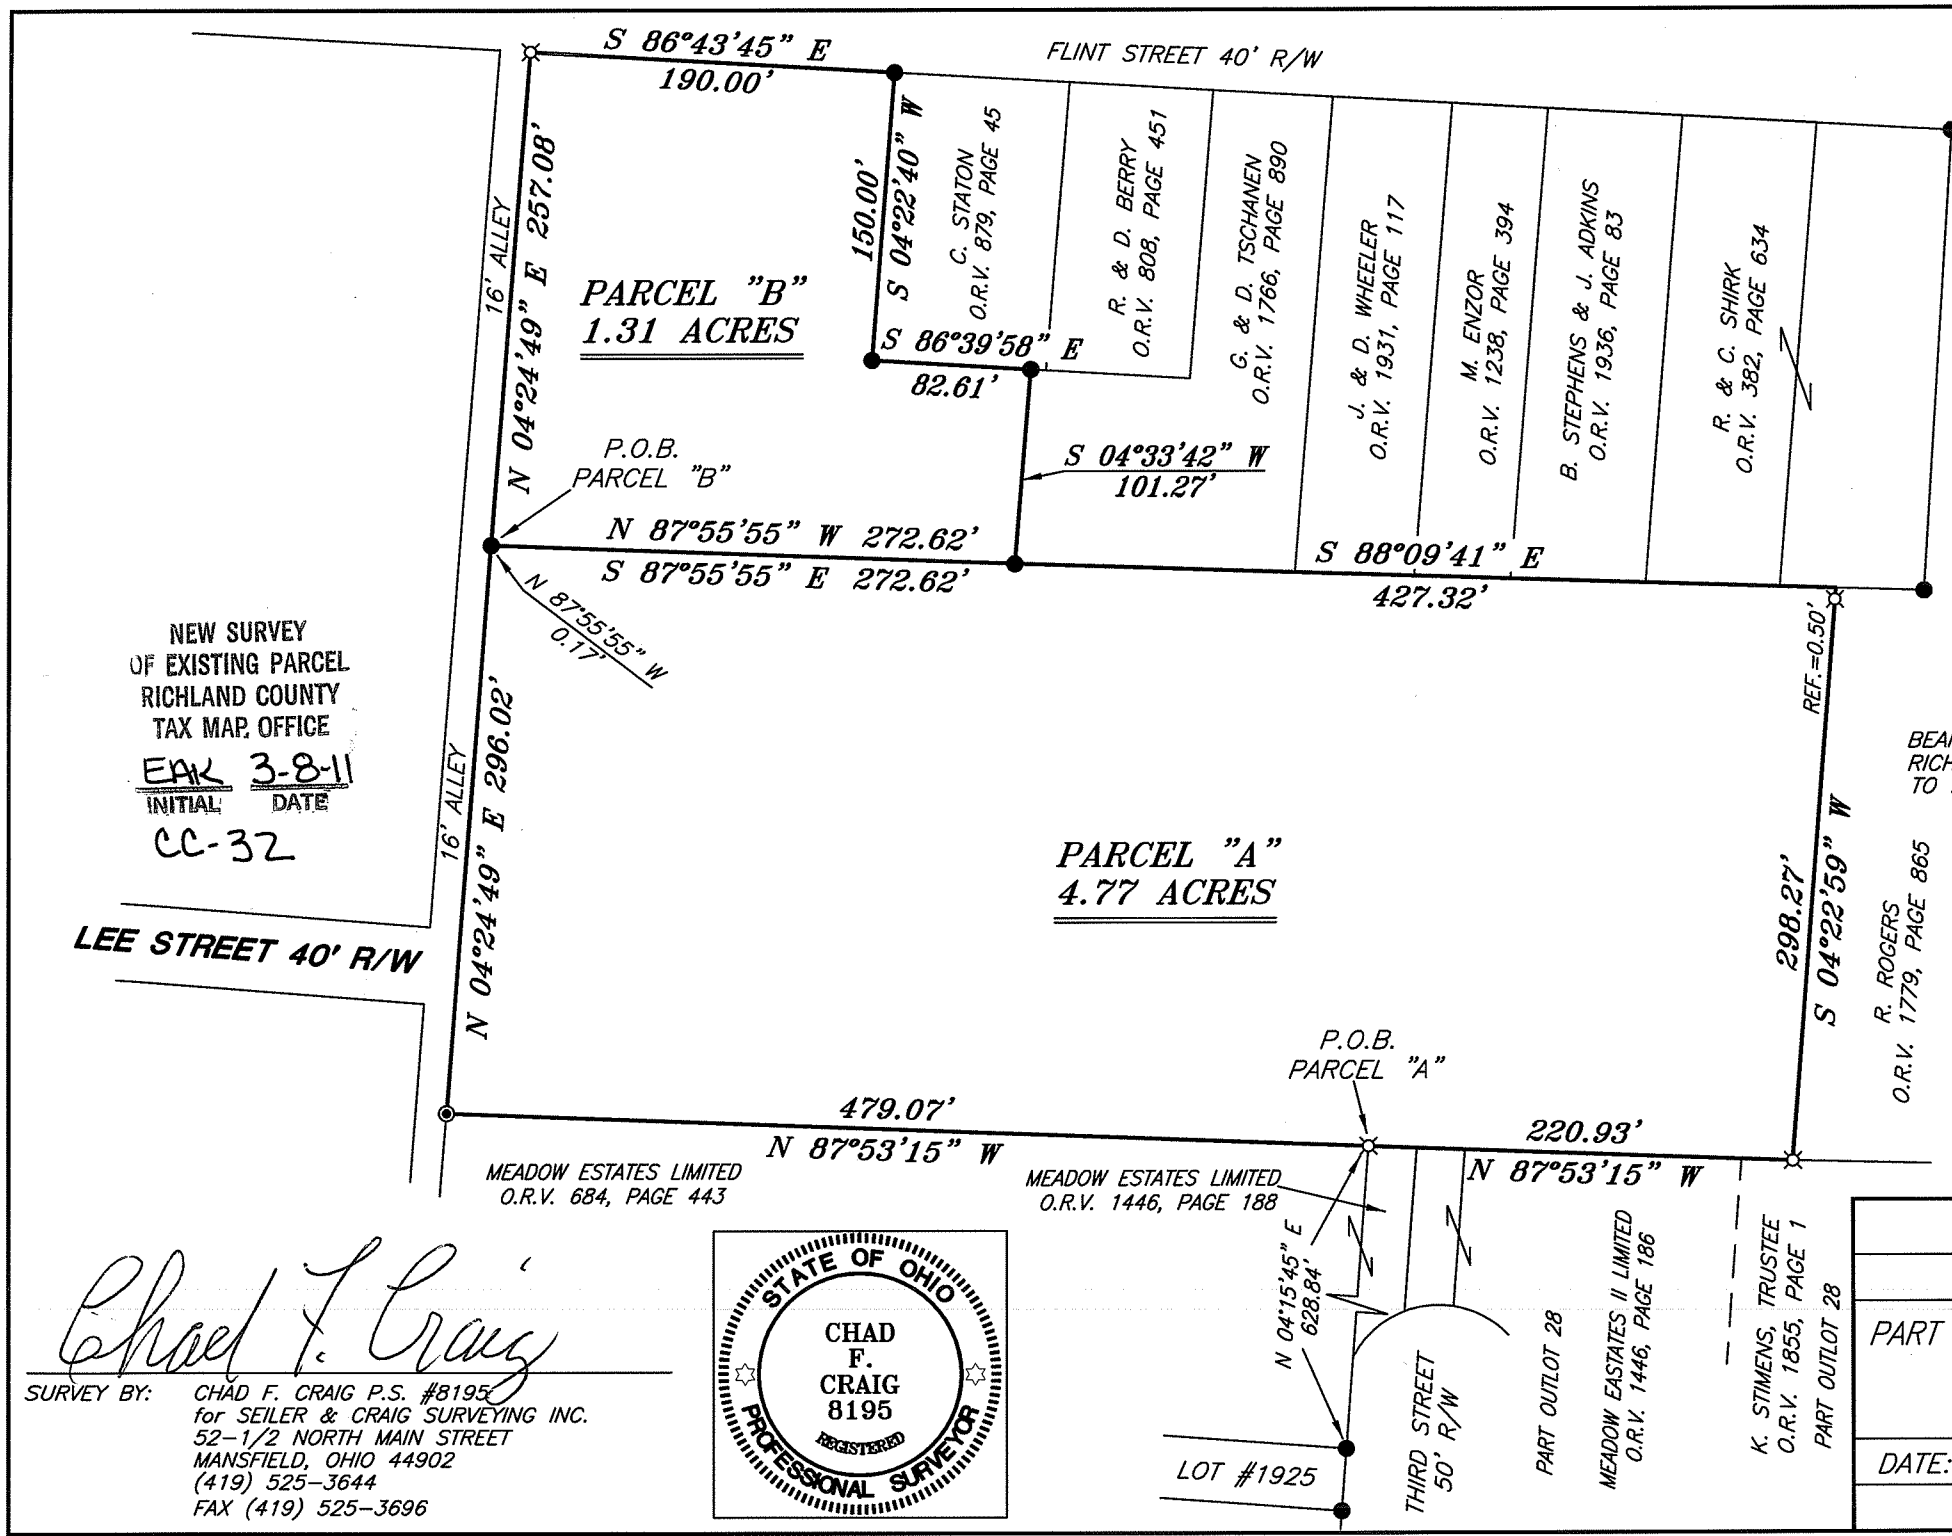 S 86°43'45" E
190.00'
FLINT STREET 40' R/W
16' ALLEY
N 04°24'49" E 257.08'
150.00'
S 04°22'40" W
C. STATON
O.R.V. 879, PAGE 45
R. & D. BERRY
O.R.V. 808, PAGE 451
G. & D. TSCHANEN
O.R.V. 1766, PAGE 890
J. & D. WHEELER
O.R.V. 1931, PAGE 117
M. ENZOR
O.R.V. 1238, PAGE 394
B. STEPHENS & J. ADKINS
O.R.V. 1936, PAGE 83
R. & C. SHIRK
O.R.V. 382, PAGE 634
PARCEL "B"
1.31 ACRES
S 86°39'58" E
82.61'
P.O.B.
PARCEL "B"
S 04°33'42" W
101.27'
N 87°55'55" W 272.62'
S 87°55'55" E 272.62'
S 88°09'41" E
427.32'
N 87°55'55" W
0.17'
REF.=0.50'
NEW SURVEY
OF EXISTING PARCEL
RICHLAND COUNTY
TAX MAP OFFICE
EAK 3-8-11
INITIAL DATE
CC-32
16' ALLEY
N 04°24'49" E 296.02'
BEAR
RICH
TO
PARCEL "A"
4.77 ACRES
298.27'
S 04°22'59" W
R. ROGERS
O.R.V. 1779, PAGE 865
LEE STREET 40' R/W
P.O.B.
PARCEL "A"
479.07'
N 87°53'15" W
220.93'
N 87°53'15" W
MEADOW ESTATES LIMITED
O.R.V. 684, PAGE 443
MEADOW ESTATES LIMITED
O.R.V. 1446, PAGE 188
N 04°15'45" E
628.84'
THIRD STREET
50' R/W
PART OUTLOT 28
MEADOW EASTATES II LIMITED
O.R.V. 1446, PAGE 186
K. STIMENS, TRUSTEE
O.R.V. 1855, PAGE 1
PART OUTLOT 28
LOT #1925
PART
DATE:
Chad F. Craig
SURVEY BY: CHAD F. CRAIG P.S. #8195
for SEILER & CRAIG SURVEYING INC.
52-1/2 NORTH MAIN STREET
MANSFIELD, OHIO 44902
(419) 525-3644
FAX (419) 525-3696
STATE OF OHIO
CHAD
F.
CRAIG
8195
REGISTERED
PROFESSIONAL SURVEYOR